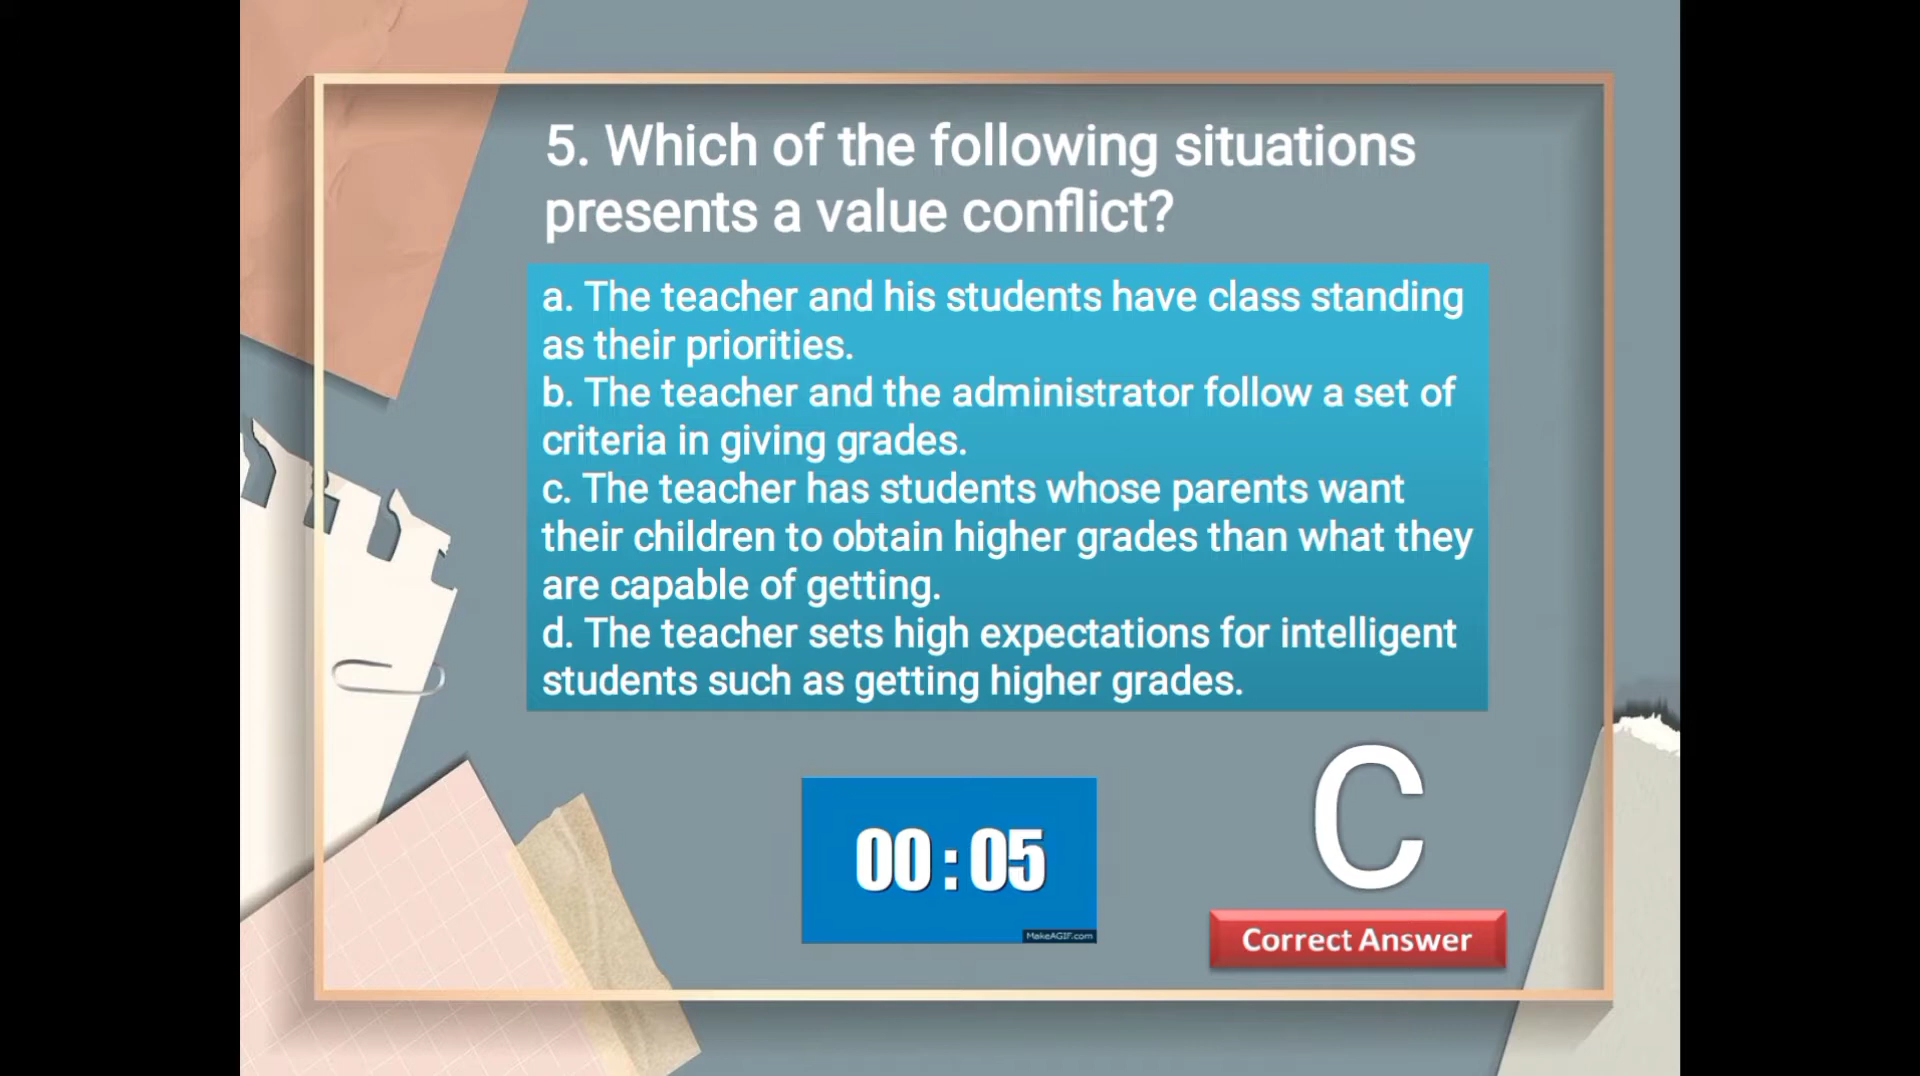 5. Which of the following situations
presents a value conflict?
a. The teacher and his students have class standing
as their priorities.
b. The teacher and the administrator follow a set of
criteria in giving grades.
c. The teacher has students whose parents want
their children to obtain higher grades than what they
are capable of getting.
d. The teacher sets high expectations for intelligent
students such as getting higher grades.
C
00:05
MakeAGIF.com
Correct Answer